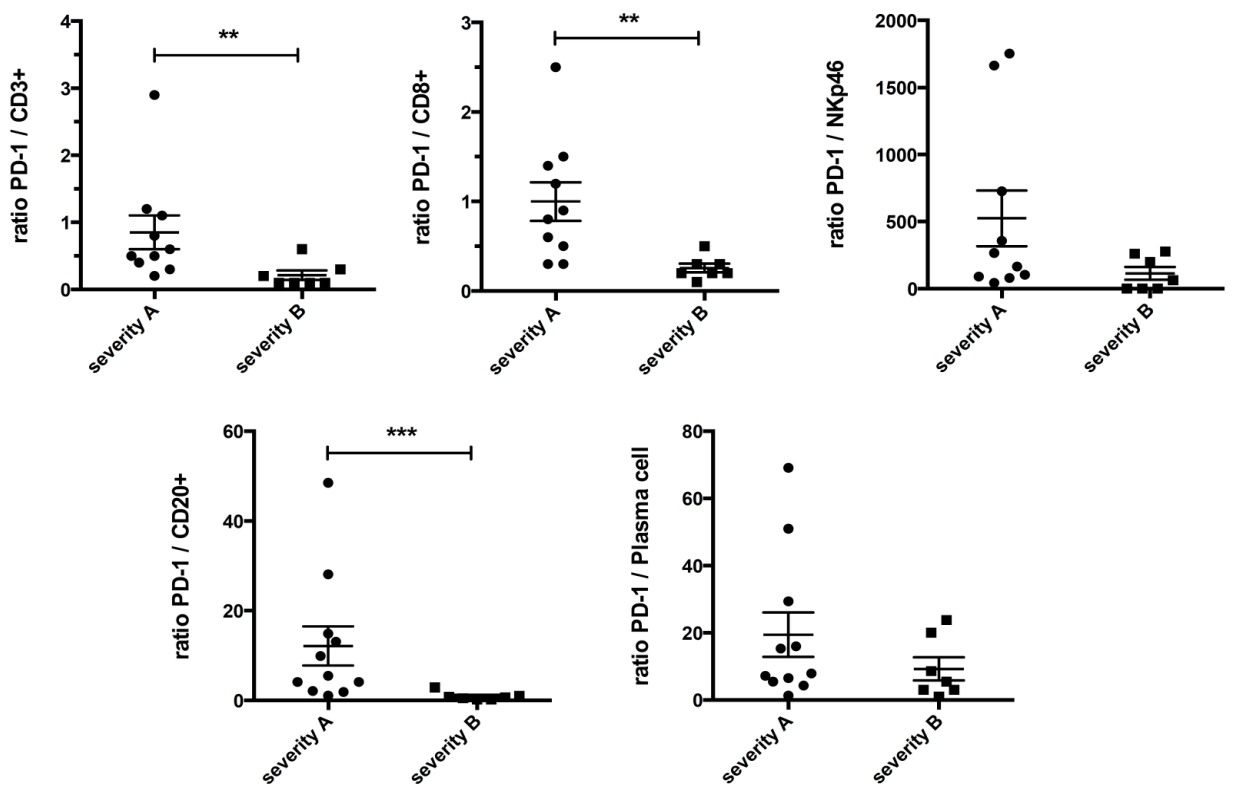 ratio PD-1 / CD3+
4
3
2
1
0
**
severity A
severity B
ratio PD-1 / CD8+
3
2
1
0
**
severity A
severity B
ratio PD-1 / NKp46
2000
1500
1000
500
0
severity A
severity B
ratio PD-1 / CD20+
60
40
20
0
***
severity A
severity B
ratio PD-1 / Plasma cell
80
60
40
20
0
severity A
severity B